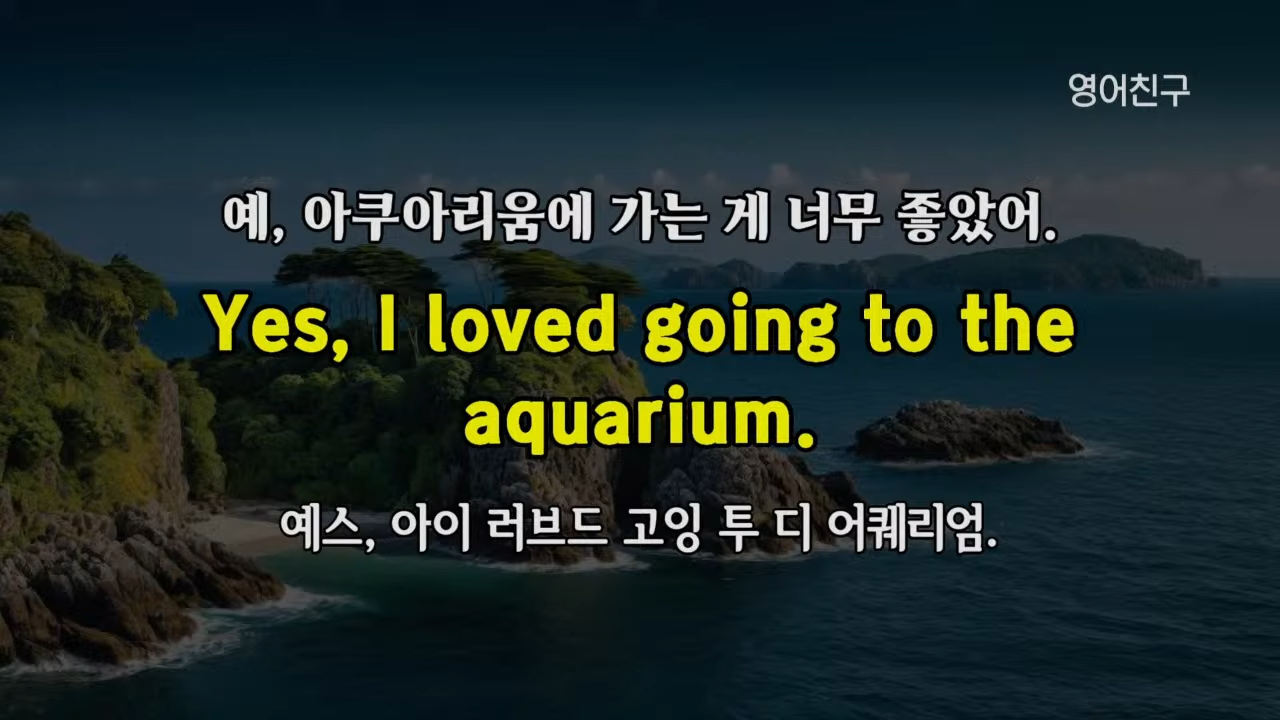 영어친구
예, 아쿠아리움에 가는 게 너무 좋았어.
Yes, I loved going to the
aquarium.
예스, 아이 러브드 고잉 투 디 어퀘리엄.